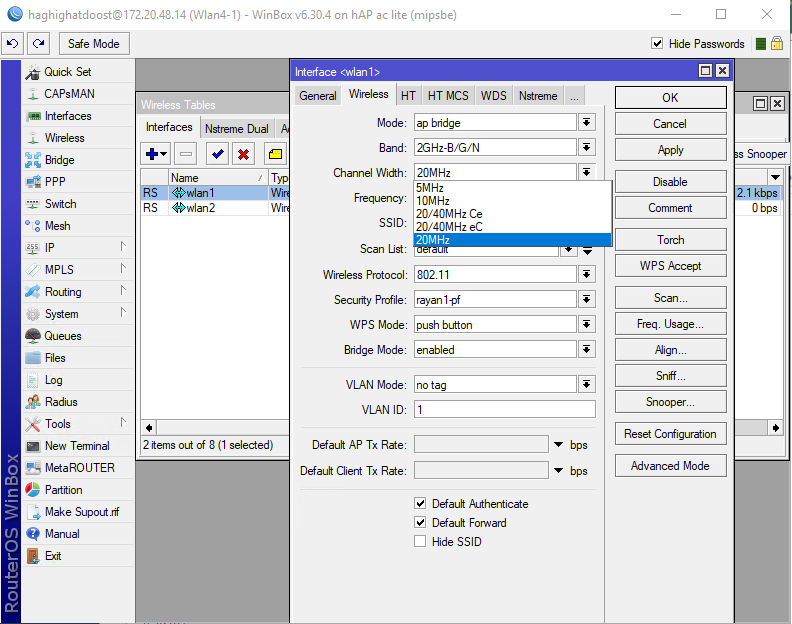 haghighatdoost@172.20.48.14 (Wlan4-1) - WinBox v6.30.4 on hAP ac lite (mipsbe)
Safe Mode
Hide Passwords
Quick Set
CAPsMAN
Interfaces
Wireless
Bridge
PPP
Switch
Mesh
IP
MPLS
Routing
System
Queues
Files
Log
Radius
Tools
New Terminal
MetaROUTER
Partition
Make Supout.rif
Manual
Exit
RouterOS WinBox
Wireless Tables
Interfaces
Nstreme Dual
Name
Typ
RS wlan1 Wire
RS wlan2 Wire
2 items out of 8 (1 selected)
ss Snooper
2.1 kbps
0 bps
Interface <wlan1>
General Wireless HT HT MCS WDS Nstreme ...
Mode: ap bridge
Band: 2GHz-B/G/N
Channel Width: 20MHz
5MHz
10MHz
20/40MHz Ce
20/40MHz eC
20MHz
Frequency:
SSID:
Scan List: default
Wireless Protocol: 802.11
Security Profile: rayan1-pf
WPS Mode: push button
Bridge Mode: enabled
VLAN Mode: no tag
VLAN ID: 1
Default AP Tx Rate: bps
Default Client Tx Rate: bps
Default Authenticate
Default Forward
Hide SSID
OK
Cancel
Apply
Disable
Comment
Torch
WPS Accept
Scan...
Freq. Usage...
Align...
Sniff...
Snooper...
Reset Configuration
Advanced Mode